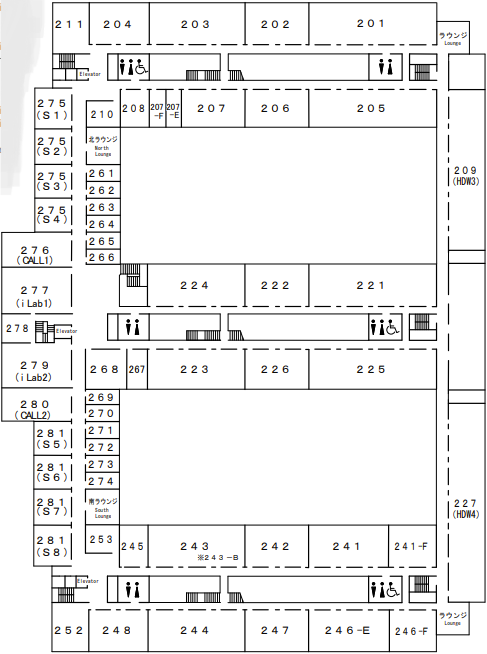 211 204 203 202 201
ラウンジ
Lounge
Elevator
275
(S1)
210 208 207
-F 207
-E 207 206 205
275
(S2)
北ラウンジ
North
Lounge
275
(S3)
261
262
209
(HDW3)
275
(S4)
263
264
265
266
276
(CALL1)
277
(iLab1)
224 222 221
278
Elevator
279
(iLab2)
268 267 223 226 225
280
(CALL2)
269
270
281
(S5)
271
272
281
(S6)
273
274
281
(S7)
南ラウンジ
South
Lounge
227
(HDW4)
281
(S8)
253 245 243 242 241 241-F
※243-B
Elevator
252 248 244 247 246-E 246-F
ラウンジ
Lounge